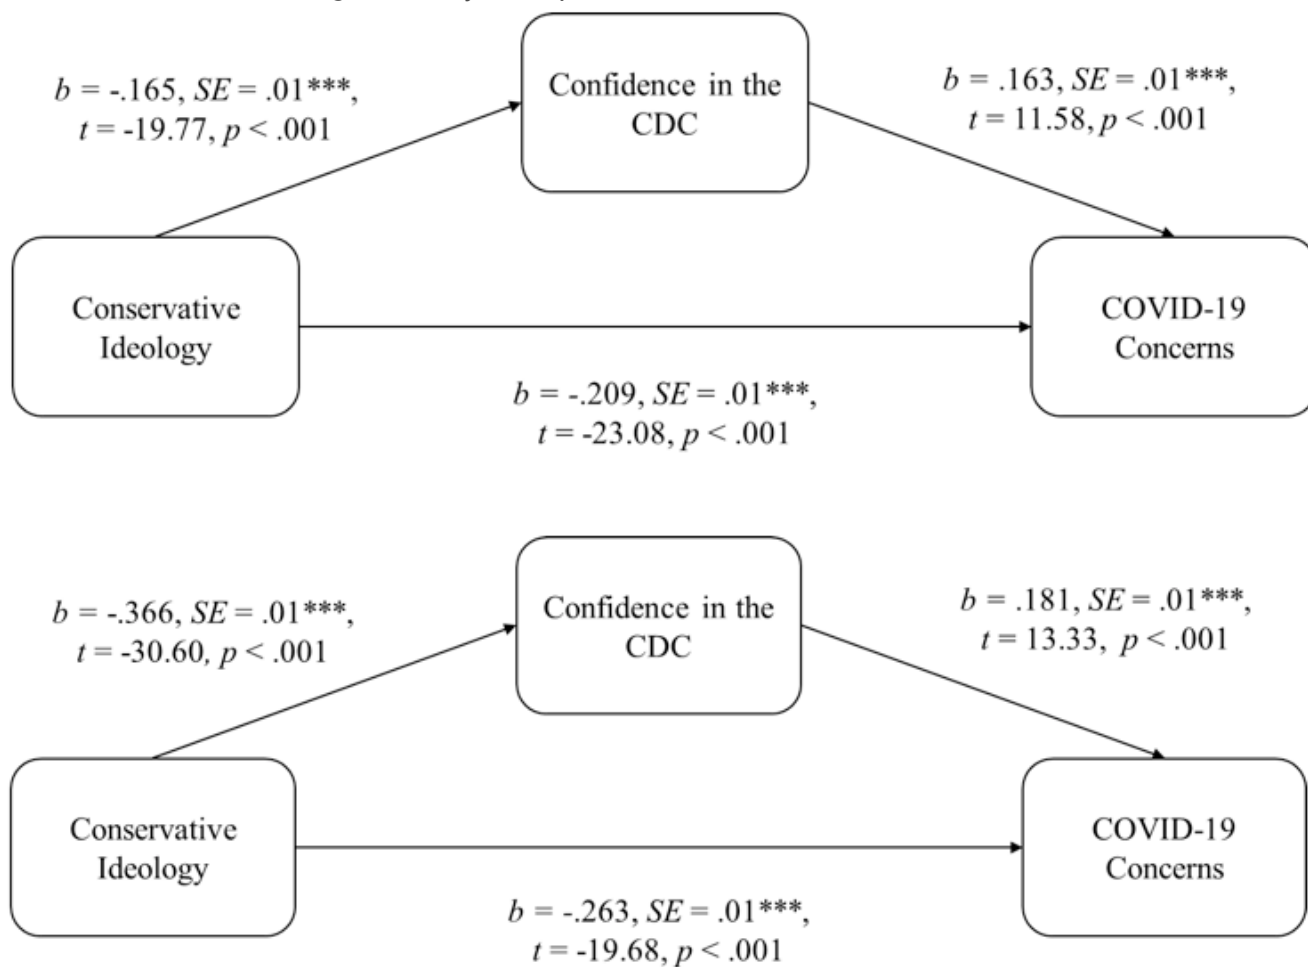 b = -.165, SE = .01***,
t = -19.77, p < .001
Confidence in the
CDC
b = .163, SE = .01***,
t = 11.58, p < .001
Conservative
Ideology
COVID-19
Concerns
b = -.209, SE = .01***,
t = -23.08, p < .001
b = -.366, SE = .01***,
t = -30.60, p < .001
Confidence in the
CDC
b = .181, SE = .01***,
t = 13.33, p < .001
Conservative
Ideology
COVID-19
Concerns
b = -.263, SE = .01***,
t = -19.68, p < .001